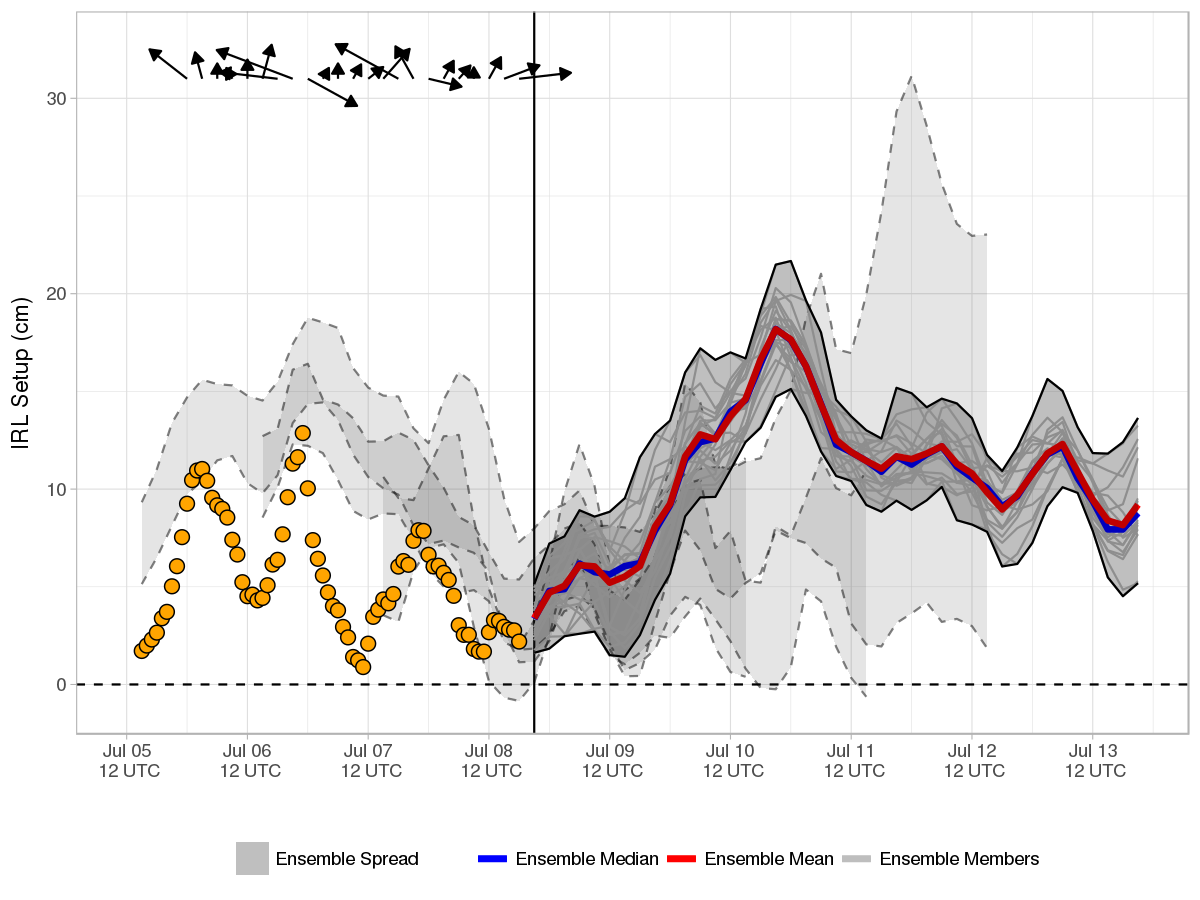 IRL Setup (cm)
30
20
10
0
Jul 05 Jul 06 Jul 07 Jul 08 Jul 09 Jul 10 Jul 11 Jul 12 Jul 13
12 UTC 12 UTC 12 UTC 12 UTC 12 UTC 12 UTC 12 UTC 12 UTC 12 UTC
Ensemble Spread Ensemble Median Ensemble Mean Ensemble Members